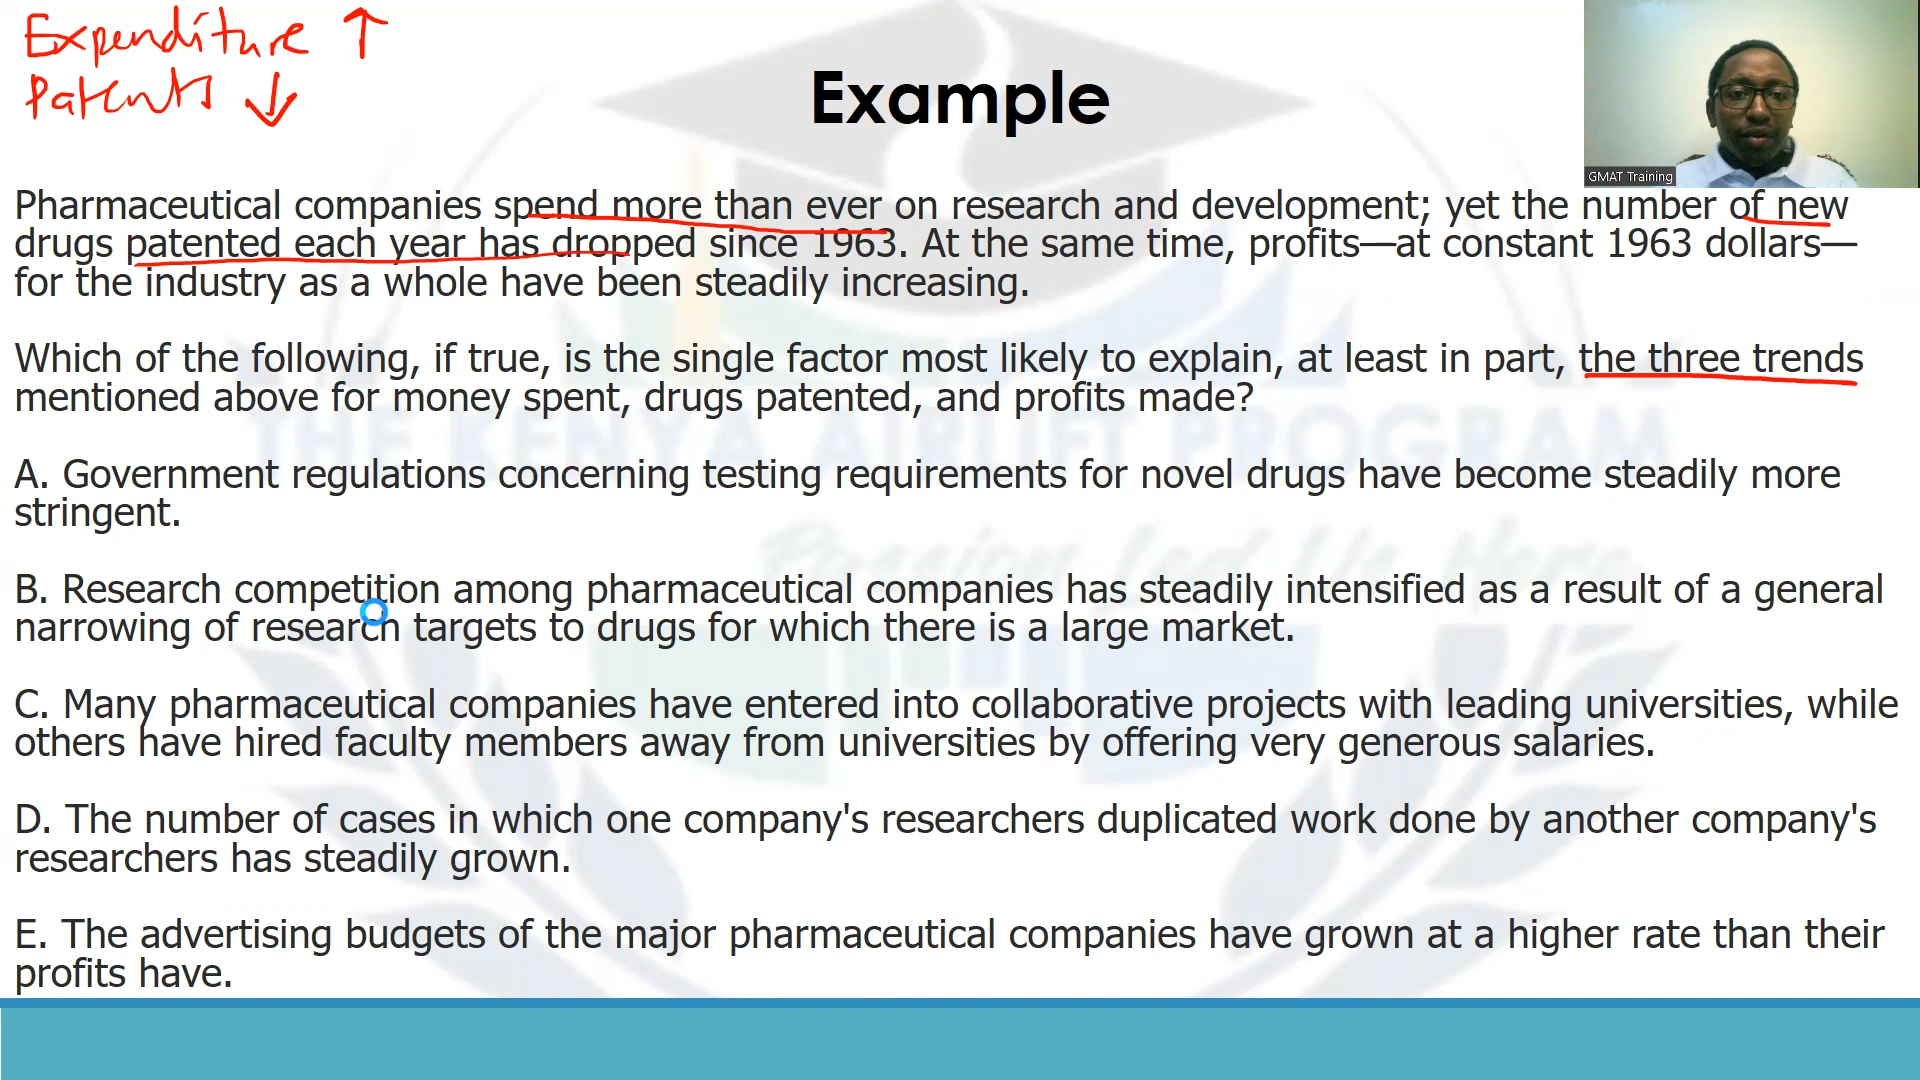 Expenditure ↑
Patents ↓
Example
GMAT Training
Pharmaceutical companies spend more than ever on research and development; yet the number of new
drugs patented each year has dropped since 1963. At the same time, profits—at constant 1963 dollars—
for the industry as a whole have been steadily increasing.
Which of the following, if true, is the single factor most likely to explain, at least in part, the three trends
mentioned above for money spent, drugs patented, and profits made?
A. Government regulations concerning testing requirements for novel drugs have become steadily more
stringent.
B. Research competition among pharmaceutical companies has steadily intensified as a result of a general
narrowing of research targets to drugs for which there is a large market.
C. Many pharmaceutical companies have entered into collaborative projects with leading universities, while
others have hired faculty members away from universities by offering very generous salaries.
D. The number of cases in which one company's researchers duplicated work done by another company's
researchers has steadily grown.
E. The advertising budgets of the major pharmaceutical companies have grown at a higher rate than their
profits have.
THE KENYA AIRLIFT PROGRAM
Passion Led Us Here